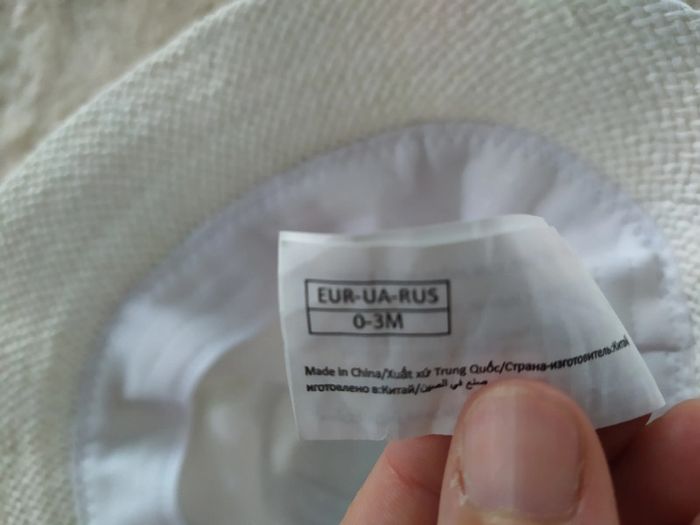 EUR-UA-RUS
0-3M
Made in China/Xuất xứ Trung Quốc/Страна-изготовитель:Китай
изготовлено в:Китай/صنع في الصين